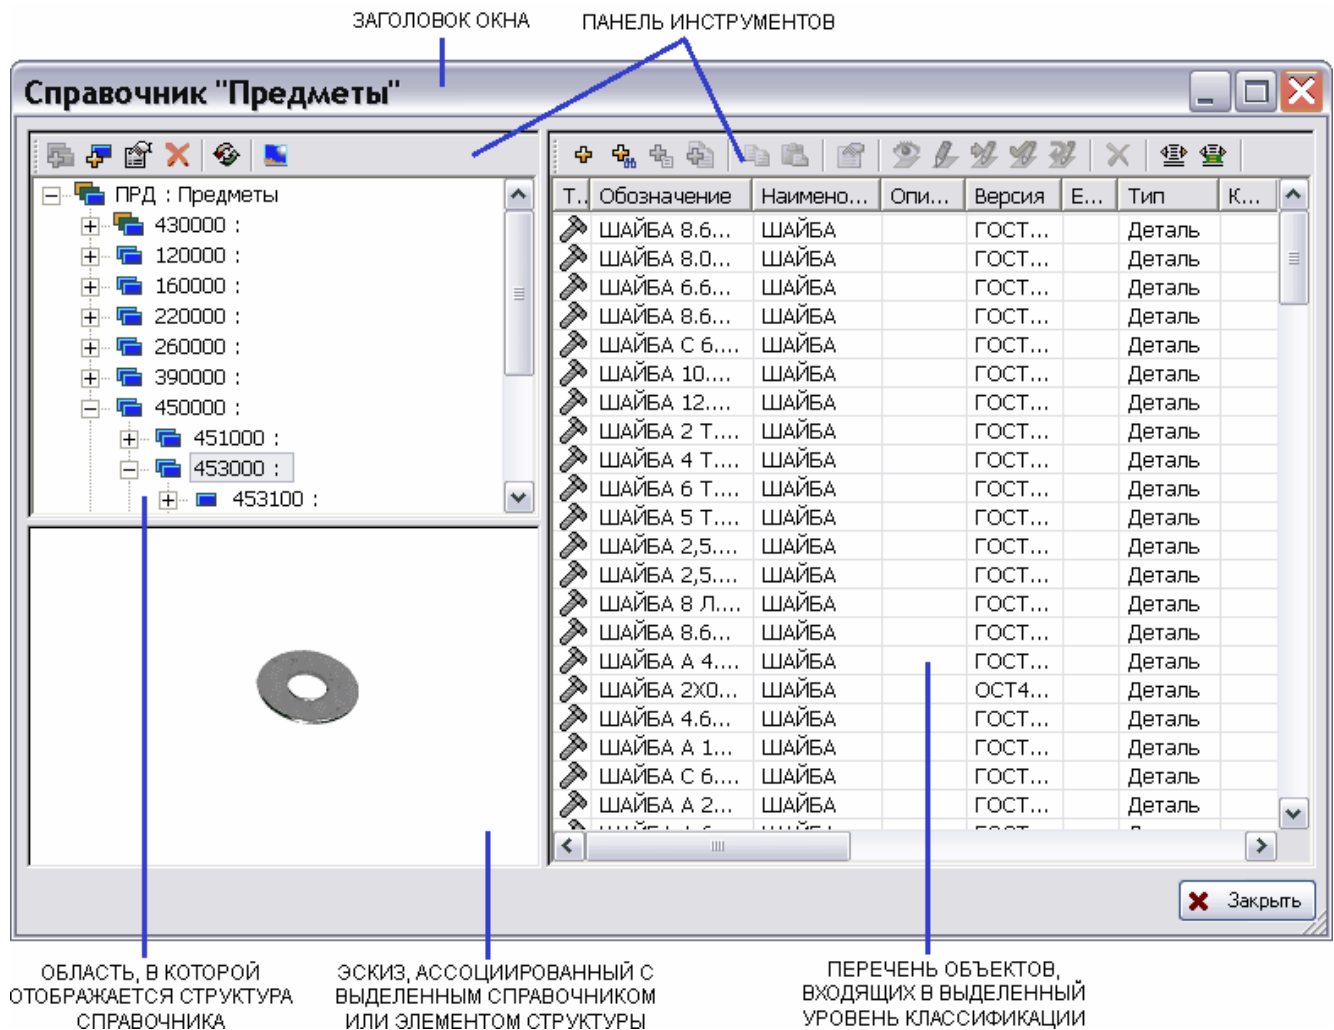 ЗАГОЛОВОК ОКНА ПАНЕЛЬ ИНСТРУМЕНТОВ
Справочник "Предметы"
ПРД : Предметы
430000 :
120000 :
160000 :
220000 :
260000 :
390000 :
450000 :
451000 :
453000 :
453100 :
Т.. Обозначение Наимено... Опи... Версия Е... Тип К...
ШАЙБА 8.6... ШАЙБА ГОСТ... Деталь
ШАЙБА 8.0... ШАЙБА ГОСТ... Деталь
ШАЙБА 6.6... ШАЙБА ГОСТ... Деталь
ШАЙБА 8.6... ШАЙБА ГОСТ... Деталь
ШАЙБА С 6.... ШАЙБА ГОСТ... Деталь
ШАЙБА 10.... ШАЙБА ГОСТ... Деталь
ШАЙБА 12.... ШАЙБА ГОСТ... Деталь
ШАЙБА 2 Т.... ШАЙБА ГОСТ... Деталь
ШАЙБА 4 Т.... ШАЙБА ГОСТ... Деталь
ШАЙБА 6 Т.... ШАЙБА ГОСТ... Деталь
ШАЙБА 5 Т.... ШАЙБА ГОСТ... Деталь
ШАЙБА 2,5.... ШАЙБА ГОСТ... Деталь
ШАЙБА 2,5.... ШАЙБА ГОСТ... Деталь
ШАЙБА 8 Л.... ШАЙБА ГОСТ... Деталь
ШАЙБА 8.6... ШАЙБА ГОСТ... Деталь
ШАЙБА А 4.... ШАЙБА ГОСТ... Деталь
ШАЙБА 2Х0... ШАЙБА ОСТ4... Деталь
ШАЙБА 4.6... ШАЙБА ГОСТ... Деталь
ШАЙБА А 1... ШАЙБА ГОСТ... Деталь
ШАЙБА С 6.... ШАЙБА ГОСТ... Деталь
ШАЙБА А 2... ШАЙБА ГОСТ... Деталь
Закрыть
ОБЛАСТЬ, В КОТОРОЙ
ОТОБРАЖАЕТСЯ СТРУКТУРА
СПРАВОЧНИКА
ЭСКИЗ, АССОЦИИРОВАННЫЙ С
ВЫДЕЛЕННЫМ СПРАВОЧНИКОМ
ИЛИ ЭЛЕМЕНТОМ СТРУКТУРЫ
ПЕРЕЧЕНЬ ОБЪЕКТОВ,
ВХОДЯЩИХ В ВЫДЕЛЕННЫЙ
УРОВЕНЬ КЛАССИФИКАЦИИ